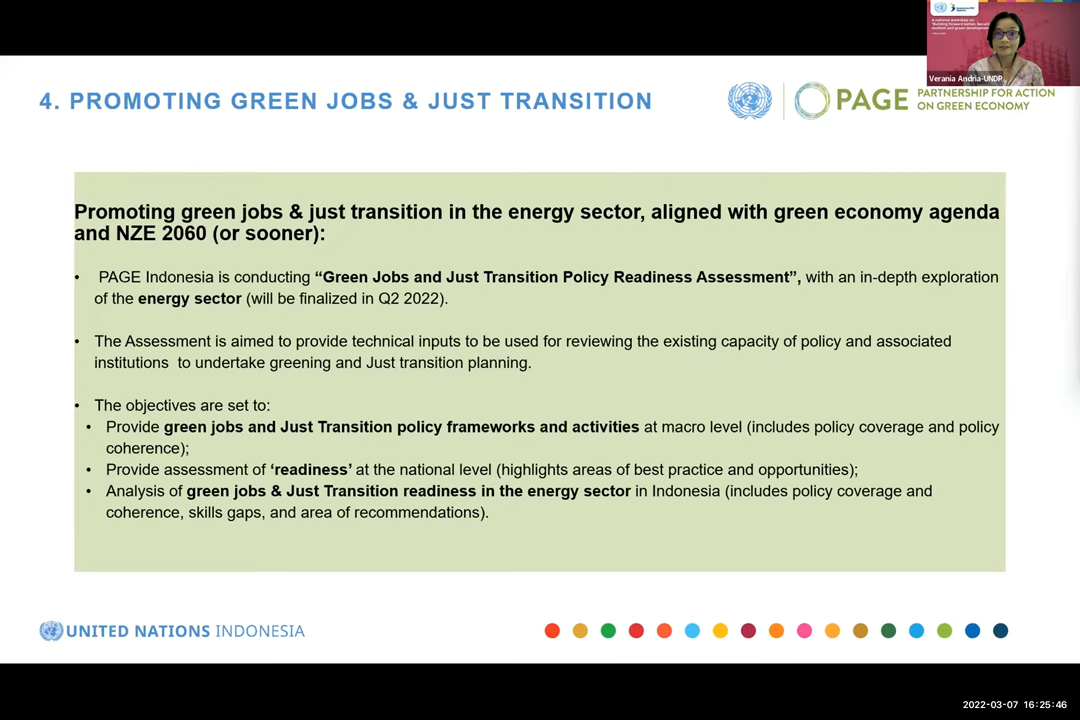 A national workshop on
Verania Andria-UNDP
4. PROMOTING GREEN JOBS & JUST TRANSITION
PAGE
PARTNERSHIP FOR ACTION
ON GREEN ECONOMY
Promoting green jobs & just transition in the energy sector, aligned with green economy agenda
and NZE 2060 (or sooner):
• PAGE Indonesia is conducting “Green Jobs and Just Transition Policy Readiness Assessment”, with an in-depth exploration
of the energy sector (will be finalized in Q2 2022).
• The Assessment is aimed to provide technical inputs to be used for reviewing the existing capacity of policy and associated
institutions  to undertake greening and Just transition planning.
• The objectives are set to:
• Provide green jobs and Just Transition policy frameworks and activities at macro level (includes policy coverage and policy
coherence);
• Provide assessment of ‘readiness’ at the national level (highlights areas of best practice and opportunities);
• Analysis of green jobs & Just Transition readiness in the energy sector in Indonesia (includes policy coverage and
coherence, skills gaps, and area of recommendations).
UNITED NATIONS INDONESIA
2022-03-07 16:25:46